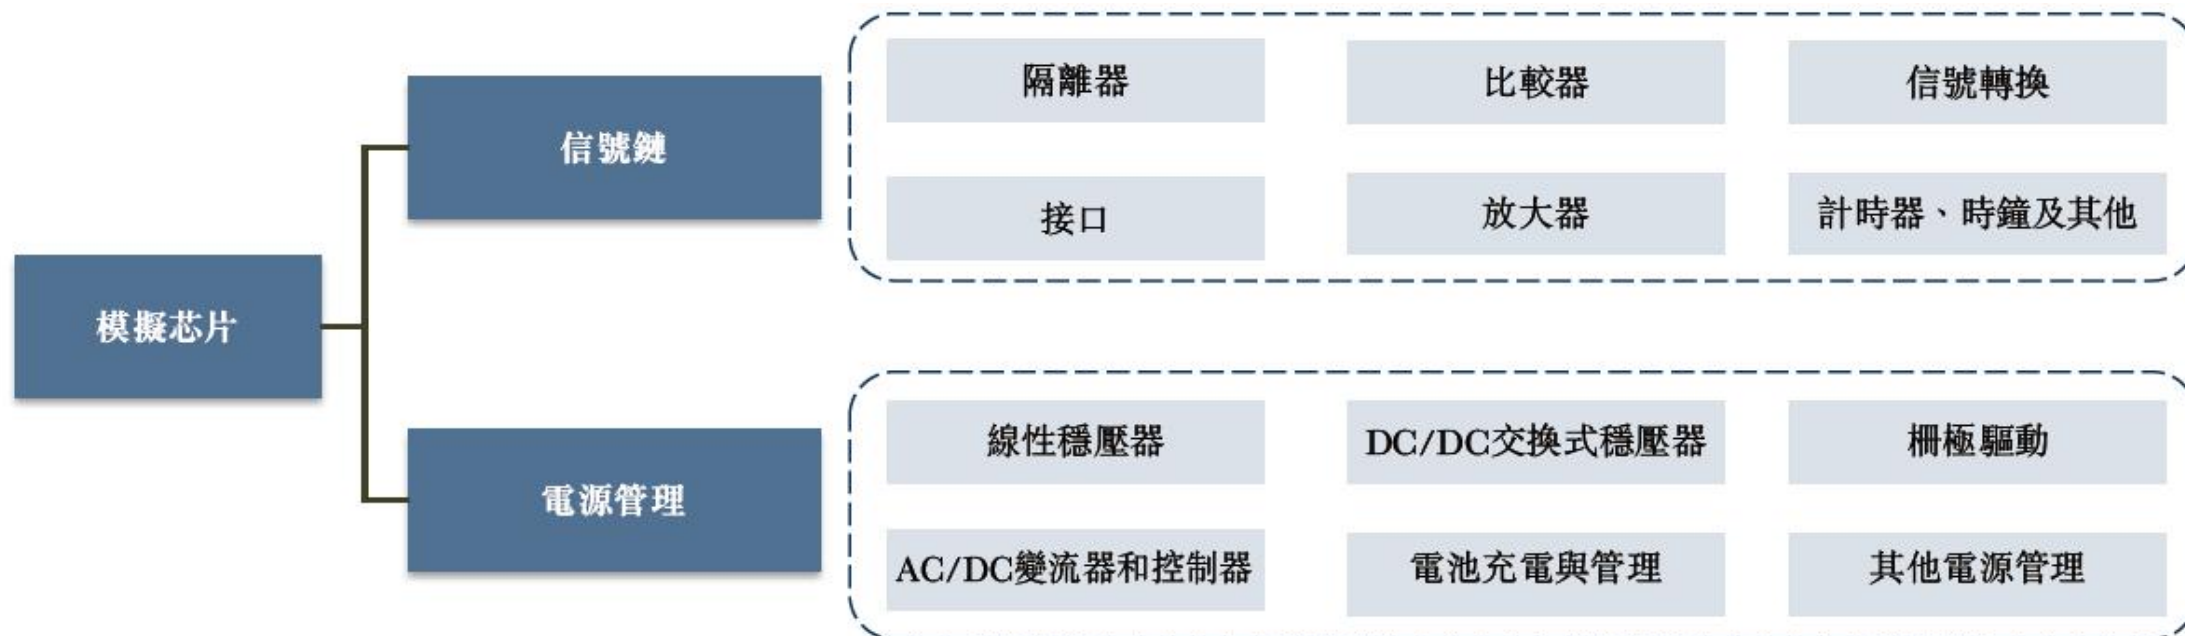 模擬芯片
信號鏈
隔離器
比較器
信號轉換
接口
放大器
計時器、時鐘及其他
電源管理
線性穩壓器
DC/DC交換式穩壓器
柵極驅動
AC/DC變流器和控制器
電池充電與管理
其他電源管理